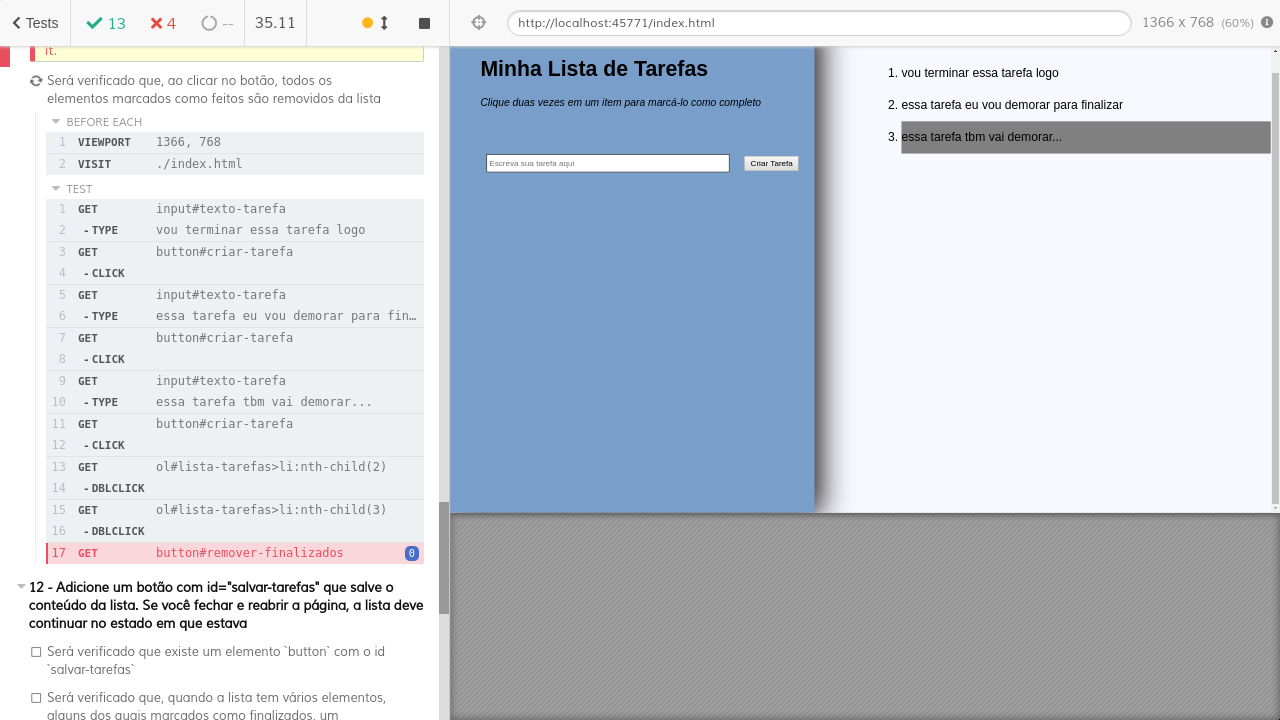 Tests
13
4
--
35.11
http://localhost:45771/index.html
1366 x 768 (60%)
it.
Será verificado que, ao clicar no botão, todos os
elementos marcados como feitos são removidos da lista
BEFORE EACH
1 VIEWPORT 1366, 768
2 VISIT ./index.html
TEST
1 GET input#texto-tarefa
2 -TYPE vou terminar essa tarefa logo
3 GET button#criar-tarefa
4 -CLICK
5 GET input#texto-tarefa
6 -TYPE essa tarefa eu vou demorar para fin…
7 GET button#criar-tarefa
8 -CLICK
9 GET input#texto-tarefa
10 -TYPE essa tarefa tbm vai demorar...
11 GET button#criar-tarefa
12 -CLICK
13 GET ol#lista-tarefas>li:nth-child(2)
14 -DBLCLICK
15 GET ol#lista-tarefas>li:nth-child(3)
16 -DBLCLICK
17 GET button#remover-finalizados 0
12 - Adicione um botão com id="salvar-tarefas" que salve o
conteúdo da lista. Se você fechar e reabrir a página, a lista deve
continuar no estado em que estava
Será verificado que existe um elemento `button` com o id
`salvar-tarefas`
Será verificado que, quando a lista tem vários elementos,
alguns dos quais marcados como finalizados, um
Minha Lista de Tarefas
Clique duas vezes em um item para marcá-lo como completo
Escreva sua tarefa aqui
Criar Tarefa
1. vou terminar essa tarefa logo
2. essa tarefa eu vou demorar para finalizar
3. essa tarefa tbm vai demorar...